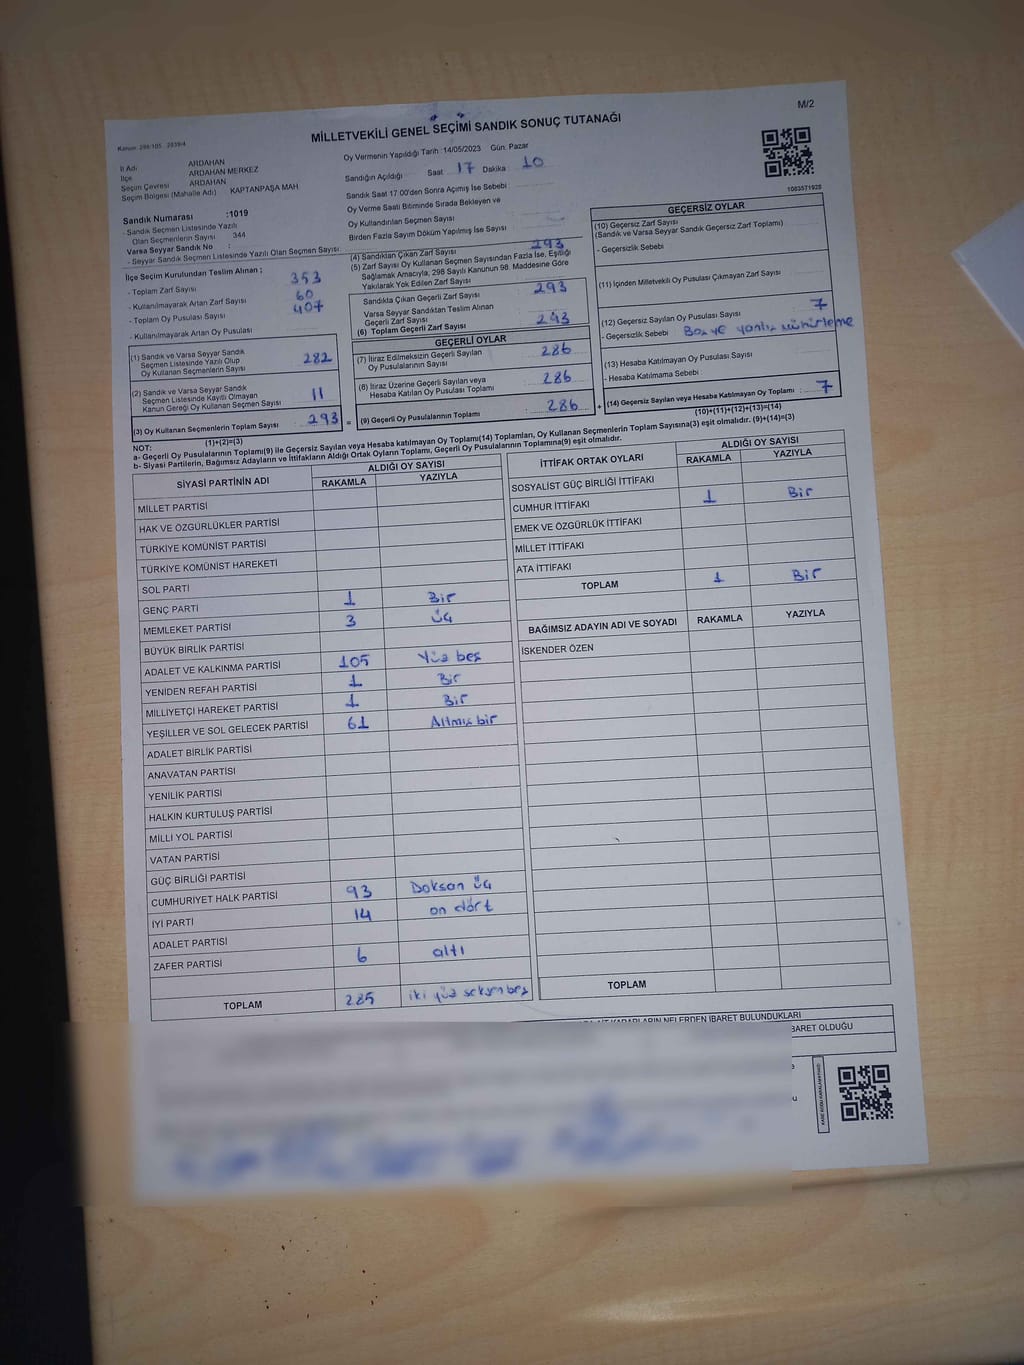 M/2
MİLLETVEKİLİ GENEL SEÇİMİ SANDIK SONUÇ TUTANAĞI
İl Adı ARDAHAN
İlçe ARDAHAN MERKEZ
Seçim Çevresi ARDAHAN
Seçim Bölgesi (Mahalle Adı) KAPTANPAŞA MAH
Oy Vermenin Yapıldığı Tarih :14/05/2023 Gün: Pazar
Sandığın Açıldığı Saat 17 Dakika : 10
Sandık Saat 17.00'den Sonra Açımış İse Sebebi
Oy Verme Saati Bitiminde Sırada Bekleyen ve
Oy Kullandırılan Seçmen Sayısı
Birden Fazla Sayım Döküm Yapılmış İse Sayısı
Sandık Numarası :1019
- Sandık Seçmen Listesinde Yazılı
Olan Seçmenlerin Sayısı 344
Varsa Seyyar Sandık No :
- Seyyar Sandık Seçmen Listesinde Yazılı Olan Seçmen Sayısı:
İlçe Seçim Kurulundan Teslim Alınan ;
- Toplam Zarf Sayısı 353
- Kullanılmayarak Artan Zarf Sayısı 60
- Toplam Oy Pusulası Sayısı 407
- Kullanılmayarak Artan Oy Pusulası
(1) Sandık ve Varsa Seyyar Sandık
Seçmen Listesinde Yazılı Olup
Oy Kullanan Seçmenlerin Sayısı 282
(2) Sandık ve Varsa Seyyar Sandık
Seçmen Listesinde Kayıtlı Olmayan
Kanun Gereği Oy Kullanan Seçmen Sayısı 11
(3) Oy Kullanan Seçmenlerin Toplam Sayısı 293 =
(1)+(2)=(3)
(4) Sandıktan Çıkan Zarf Sayısı 293
(5) Zarf Sayısı Oy Kullanan Seçmen Sayısından Fazla İse, Eşitliği
Sağlamak Amacıyla, 298 Sayılı Kanunun 98. Maddesine Göre
Yakılarak Yok Edilen Zarf Sayısı
Sandıkta Çıkan Geçerli Zarf Sayısı 293
Varsa Seyyar Sandıktan Teslim Alınan
Geçerli Zarf Sayısı
(6) Toplam Geçerli Zarf Sayısı 293
GEÇERLİ OYLAR
(7) İtiraz Edilmeksizin Geçerli Sayılan
Oy Pusulalarının Sayısı 286
(8) İtiraz Üzerine Geçerli Sayılan veya
Hesaba Katılan Oy Pusulası Toplamı 286
(9) Geçerli Oy Pusulalarının Toplamı 286 +
1083571928
GEÇERSİZ OYLAR
(10) Geçersiz Zarf Sayısı
(Sandık ve Varsa Seyyar Sandık Geçersiz Zarf Toplamı)
- Geçersizlik Sebebi
(11) İçinden Milletvekili Oy Pusulası Çıkmayan Zarf Sayısı
(12) Geçersiz Sayılan Oy Pusulası Sayısı 7
- Geçersizlik Sebebi Boş ve yanlış mühürleme
(13) Hesaba Katılmayan Oy Pusulası Sayısı
- Hesaba Katılmama Sebebi
(14) Geçersiz Sayılan veya Hesaba Katılmayan Oy Toplamı : 7
(10)+(11)+(12)+(13)=(14)
NOT:
a- Geçerli Oy Pusulalarının Toplamı(9) ile Geçersiz Sayılan veya Hesaba katılmayan Oy Toplamı(14) Toplamları, Oy Kullanan Seçmenlerin Toplam Sayısına(3) eşit olmalıdır. (9)+(14)=(3)
b- Siyasi Partilerin, Bağımsız Adayların ve İttifakların Aldığı Ortak Oyların Toplamı, Geçerli Oy Pusulalarının Toplamına(9) eşit olmalıdır.
SİYASİ PARTİNİN ADI ALDIĞI OY SAYISI
RAKAMLA YAZIYLA
MİLLET PARTİSİ
HAK VE ÖZGÜRLÜKLER PARTİSİ
TÜRKİYE KOMÜNİST PARTİSİ
TÜRKİYE KOMÜNİST HAREKETİ
SOL PARTİ
GENÇ PARTİ 1 Bir
MEMLEKET PARTİSİ 3 üç
BÜYÜK BİRLİK PARTİSİ
ADALET VE KALKINMA PARTİSİ 105 Yüz beş
YENİDEN REFAH PARTİSİ 1 Bir
MİLLİYETÇİ HAREKET PARTİSİ 1 Bir
YEŞİLLER VE SOL GELECEK PARTİSİ 61 Altmış bir
ADALET BİRLİK PARTİSİ
ANAVATAN PARTİSİ
YENİLİK PARTİSİ
HALKIN KURTULUŞ PARTİSİ
MİLLİ YOL PARTİSİ
VATAN PARTİSİ
GÜÇ BİRLİĞİ PARTİSİ
CUMHURİYET HALK PARTİSİ 93 Doksan üç
İYİ PARTİ 14 on dört
ADALET PARTİSİ
ZAFER PARTİSİ 6 altı
TOPLAM 285 iki yüz seksen beş
İTTİFAK ORTAK OYLARI ALDIĞI OY SAYISI
RAKAMLA YAZIYLA
SOSYALİST GÜÇ BİRLİĞİ İTTİFAKI
CUMHUR İTTİFAKI 1 Bir
EMEK VE ÖZGÜRLÜK İTTİFAKI
MİLLET İTTİFAKI
ATA İTTİFAKI
TOPLAM 1 Bir
BAĞIMSIZ ADAYIN ADI VE SOYADI RAKAMLA YAZIYLA
İSKENDER ÖZEN
TOPLAM
KARARLARIN NELERDEN İBARET BULUNDUKLARI
BARET OLDUĞU